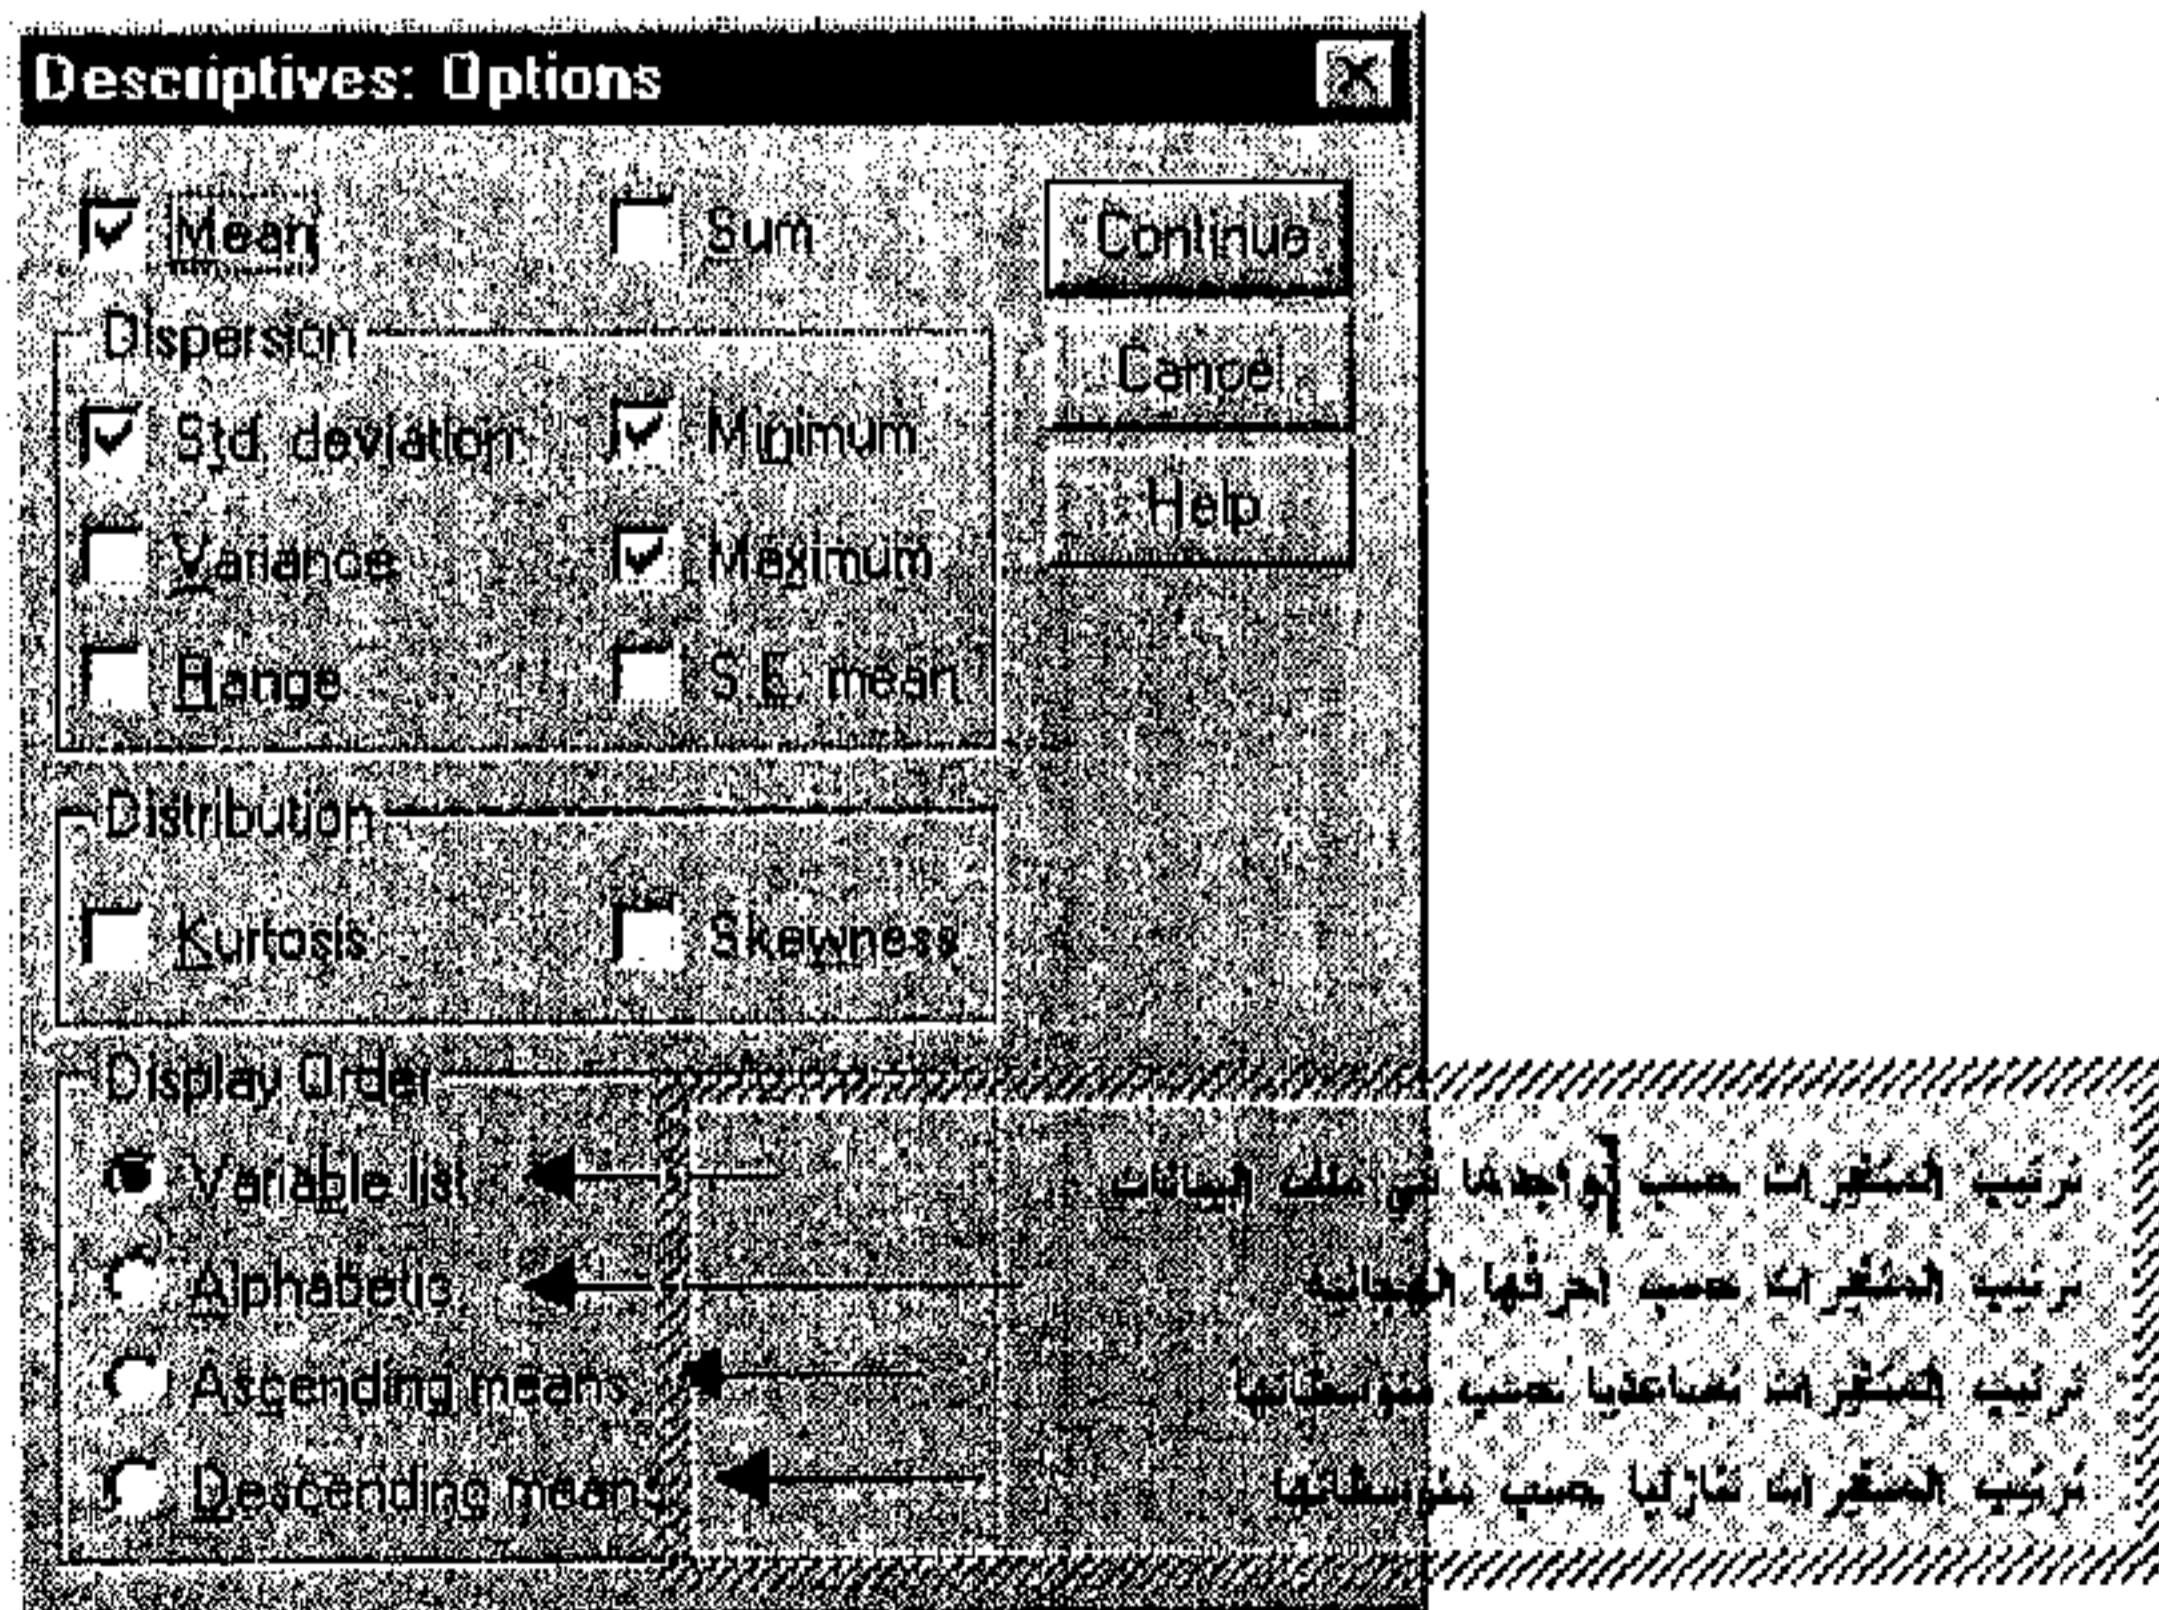 Descriptives: Options
Mean Sum Continue
Dispersion Cancel
Std. deviation Minimum
Variance Maximum Help
Range S.E. mean
Distribution
Kurtosis Skewness
Display Order
Variable list ترتيب المتغيرات حسب تواجدها في ملف البيانات
Alphabetic ترتيب المتغيرات حسب احرفها الهجائية
Ascending means ترتيب المتغيرات تصاعديا حسب متوسطاتها
Descending means ترتيب المتغيرات تنازليا حسب متوسطاتها